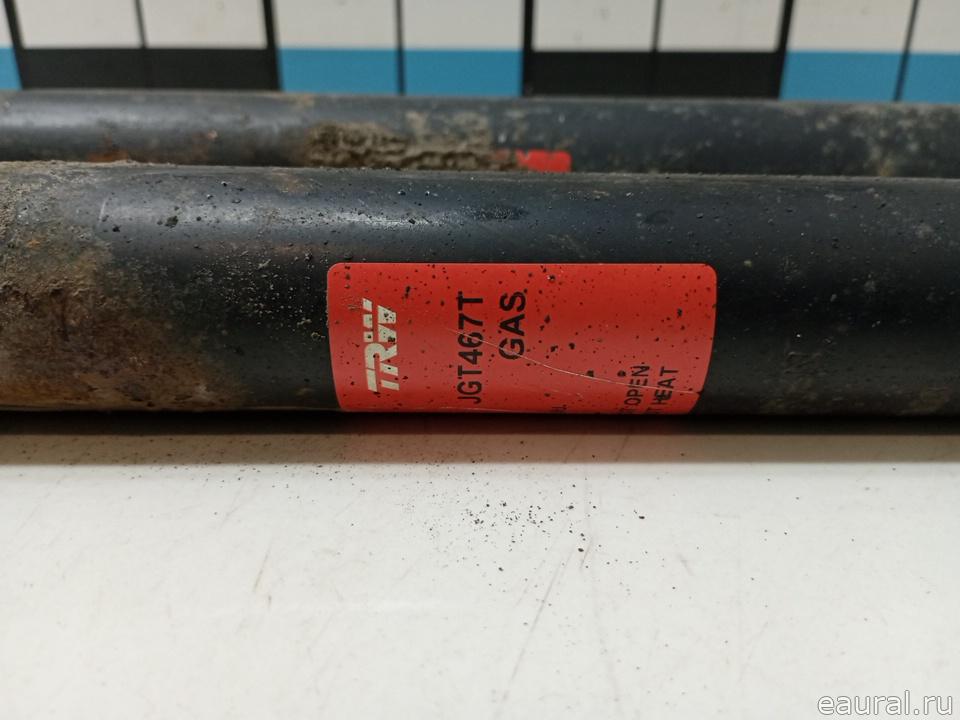 TRW
JGT467T
GAS
OPEN
HEAT
eaural.ru